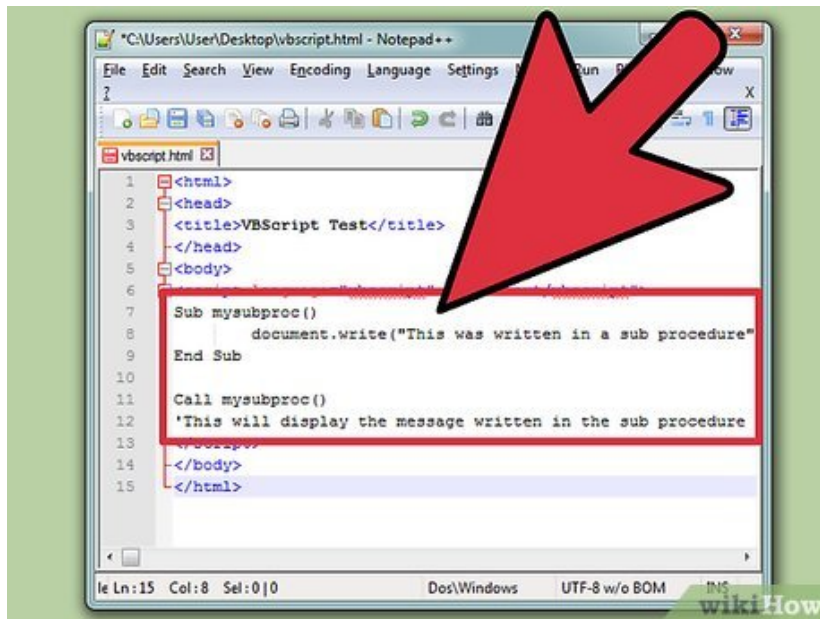 *C:\Users\User\Desktop\vbscript.html - Notepad++
File Edit Search View Encoding Language Settings Run
?
X
vbscript.html
1 <html>
2 <head>
3 <title>VBScript Test</title>
4 </head>
5 <body>
6
7 Sub mysubproc()
8 document.write("This was written in a sub procedure"
9 End Sub
10
11 Call mysubproc()
12 'This will display the message written in the sub procedure
13
14 </body>
15 </html>
le Ln:15 Col:8 Sel:0|0 Dos\Windows UTF-8 w/o BOM INS
wikiHow